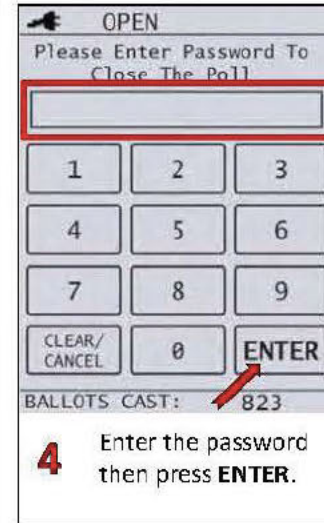 OPEN
Please Enter Password To
Close The Poll
1 2 3
4 5 6
7 8 9
CLEAR/
CANCEL 0 ENTER
BALLOTS CAST: 823
4 Enter the password
then press ENTER.